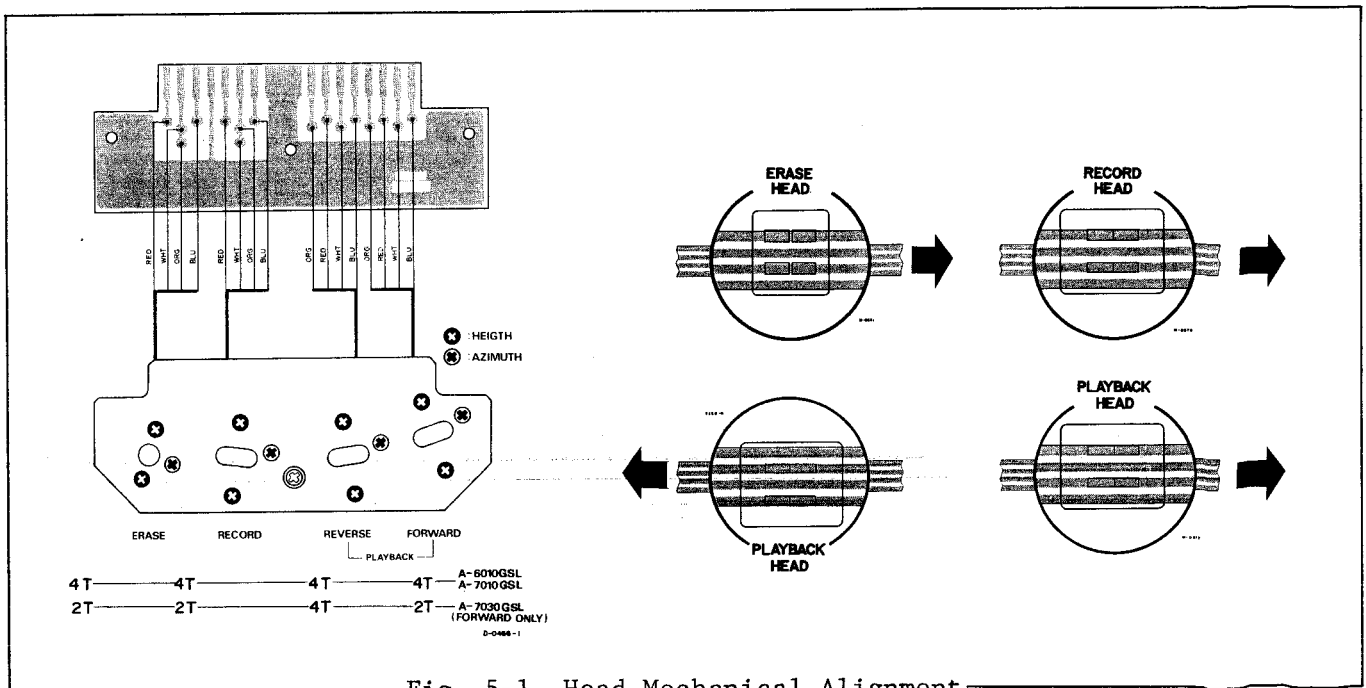 RED WHT ORG BLU RED WHT ORG BLU ORG RED WHT BLU ORG RED WHT BLU
:HEIGTH
:AZIMUTH
ERASE RECORD REVERSE FORWARD
PLAYBACK
4T 4T 4T 4T A-6010GSL
A-7010GSL
2T 2T 4T 2T A-7030GSL
(FORWARD ONLY)
D-0466-1
ERASE
HEAD
RECORD
HEAD
PLAYBACK
HEAD
PLAYBACK
HEAD
Fig. 5-1 Head Mechanical Alignment